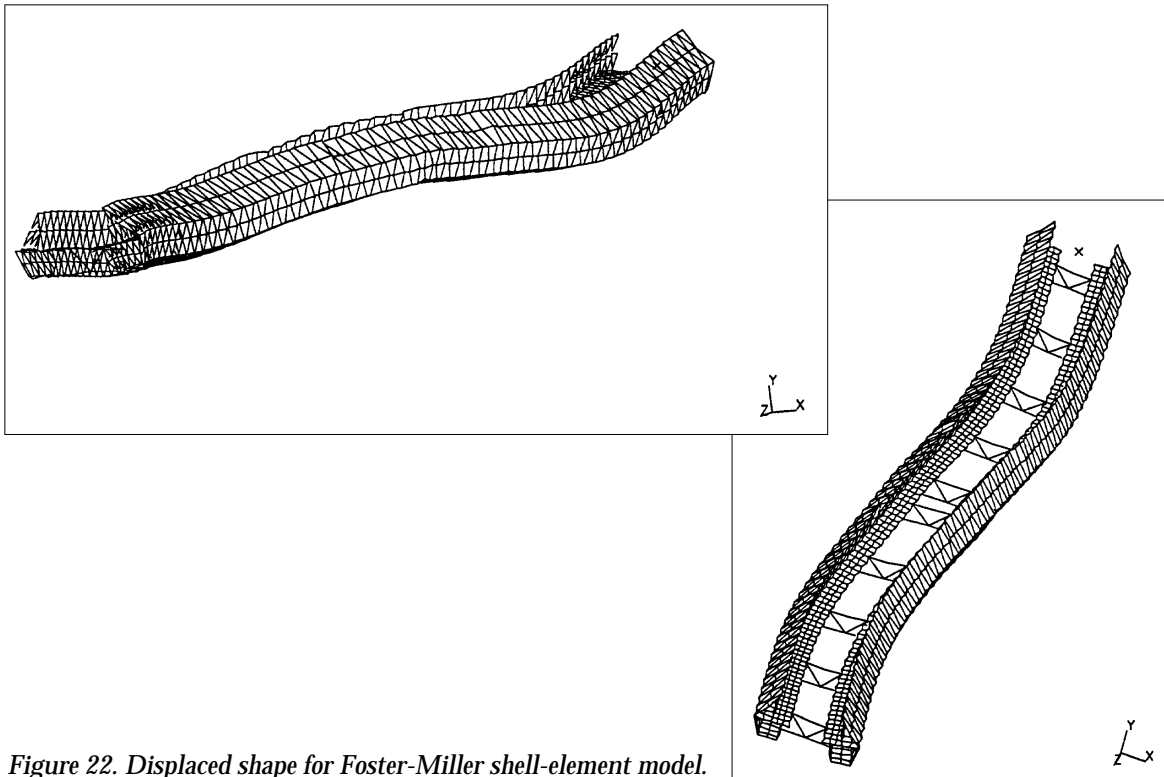 Y
Z X
Y
Z X
Figure 22. Displaced shape for Foster-Miller shell-element model.